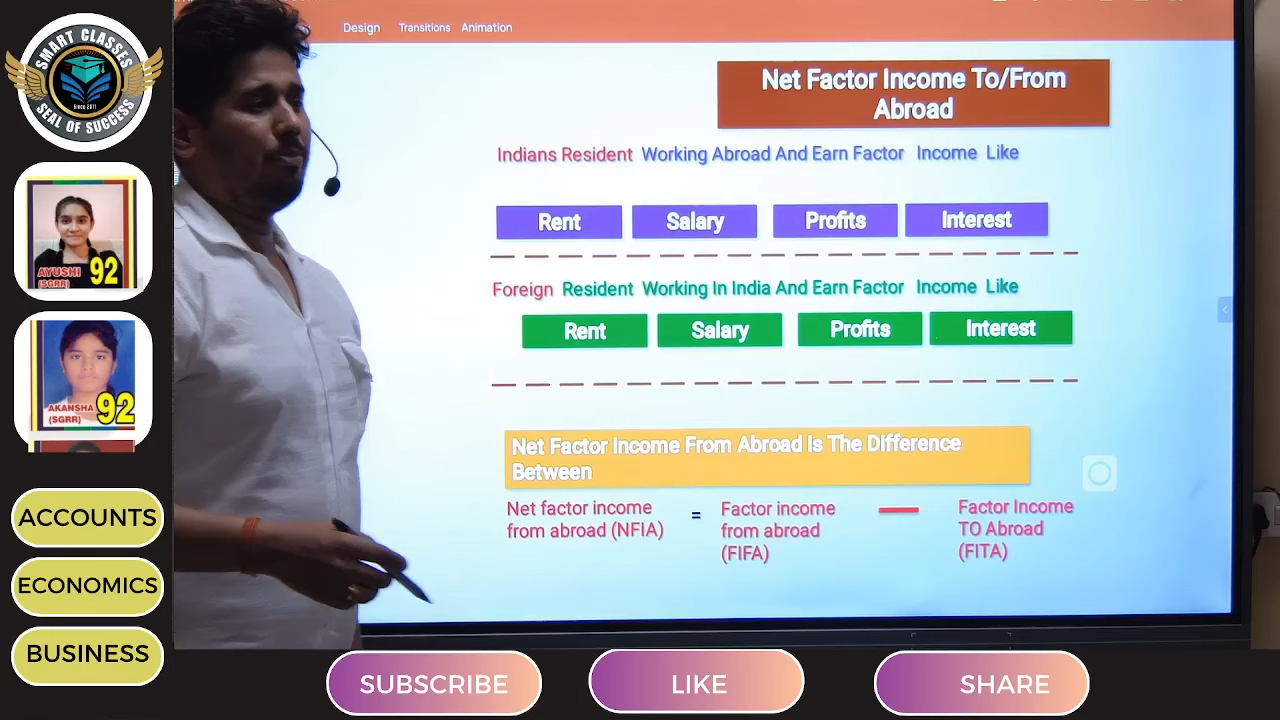 SMART CLASSES
Since 2011
SEAL OF SUCCESS
AYUSHI 92
(SGRR)
AKANSHA 92
(SGRR)
ACCOUNTS
ECONOMICS
BUSINESS
Design Transitions Animation
Net Factor Income To/From
Abroad
Indians Resident Working Abroad And Earn Factor Income Like
Rent Salary Profits Interest
Foreign Resident Working In India And Earn Factor Income Like
Rent Salary Profits Interest
Net Factor Income From Abroad Is The Difference
Between
Net factor income
from abroad (NFIA)
=
Factor income
from abroad
(FIFA)
—
Factor Income
TO Abroad
(FITA)
SUBSCRIBE LIKE SHARE